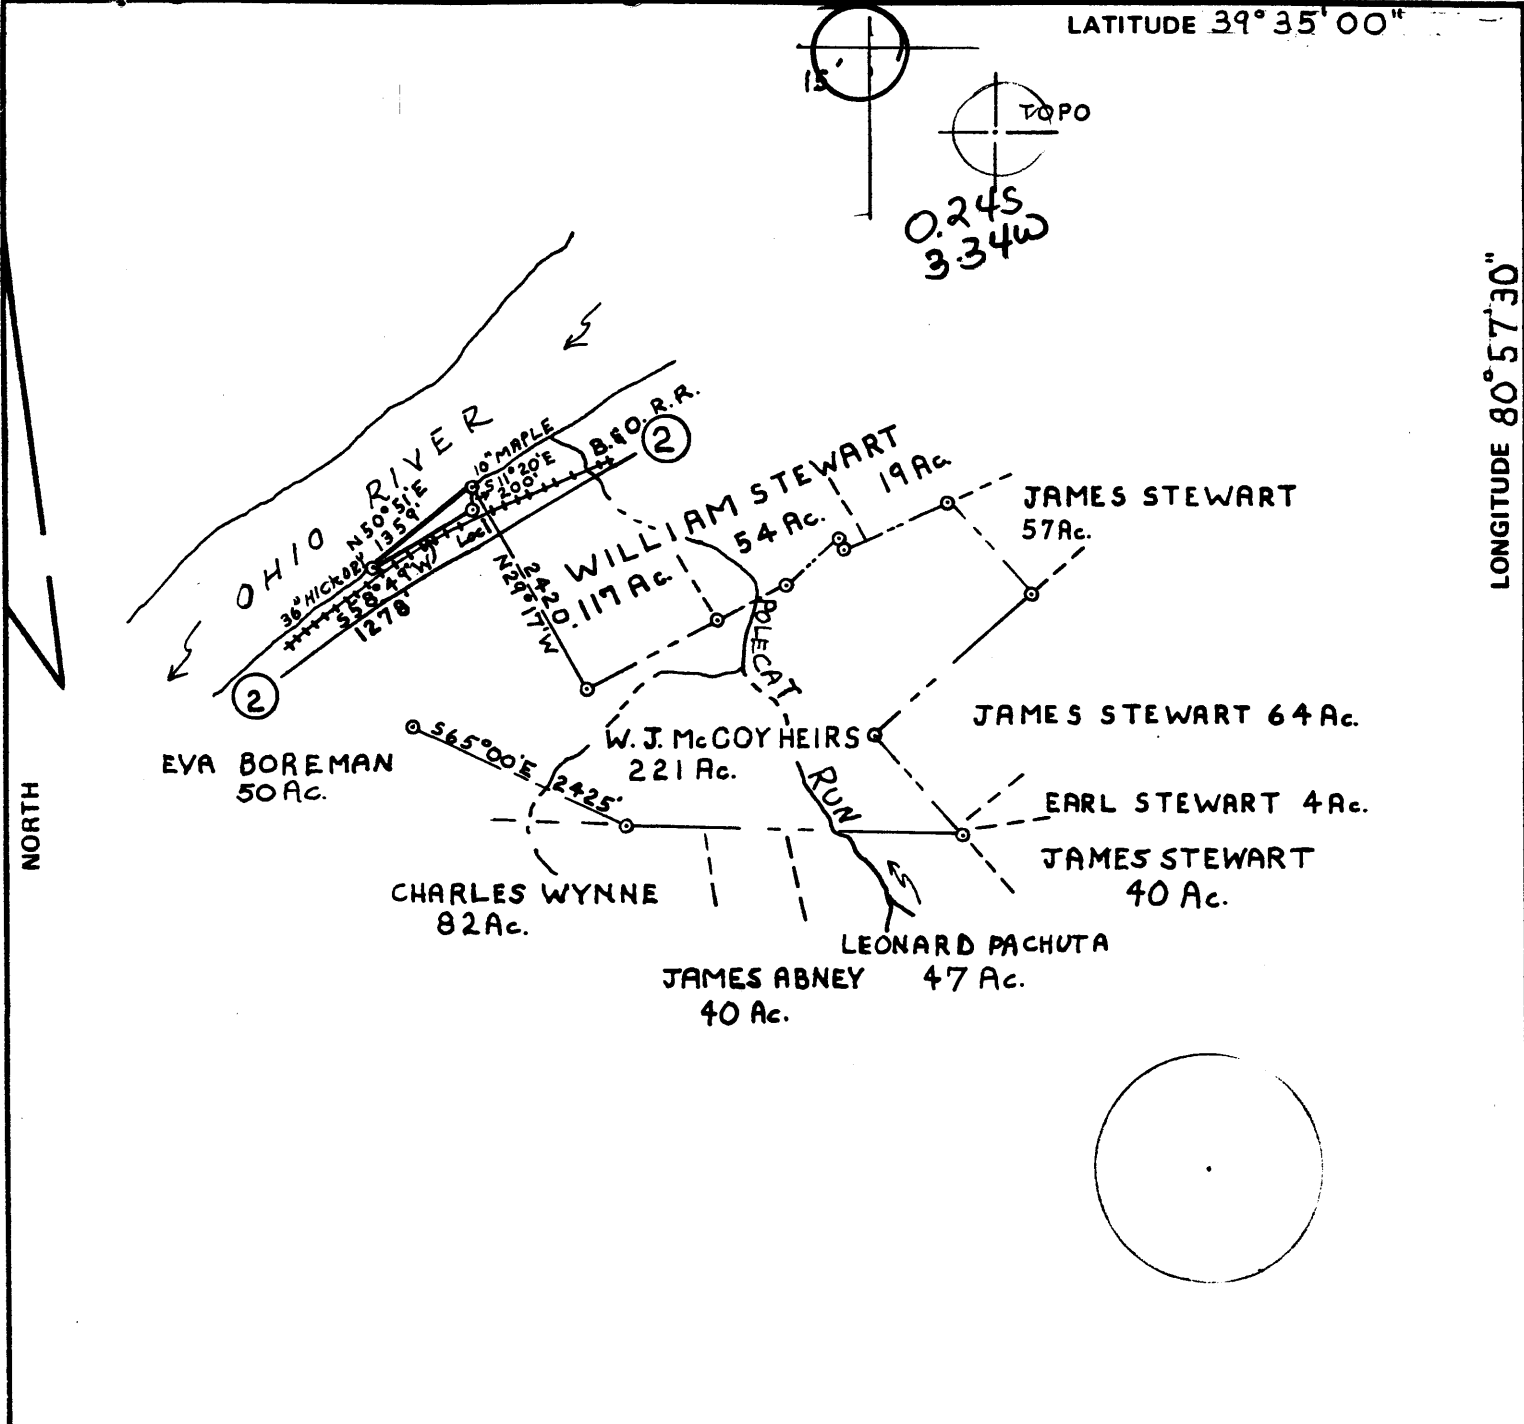 LATITUDE 39° 35' 00"
15'
TOPO
0.24S
3.34W
LONGITUDE 80° 57' 30"
OHIO RIVER
10" MAPLE
S11°20'E
200'
B.&O. R.R.
2
N50°51'E
1359'
36" HICKORY
S58°49'W
1278'
Loc.
2420.
N29°17'W
WILLIAM STEWART
117 Ac.
54 Ac.
19 Ac.
JAMES STEWART
57 Ac.
POLECAT
RUN
2
EVA BOREMAN
50 Ac.
S65°00'E
2425'
W. J. McCOY HEIRS
221 Ac.
JAMES STEWART 64 Ac.
EARL STEWART 4 Ac.
JAMES STEWART
40 Ac.
NORTH
CHARLES WYNNE
82 Ac.
LEONARD PACHUTA
47 Ac.
JAMES ABNEY
40 Ac.